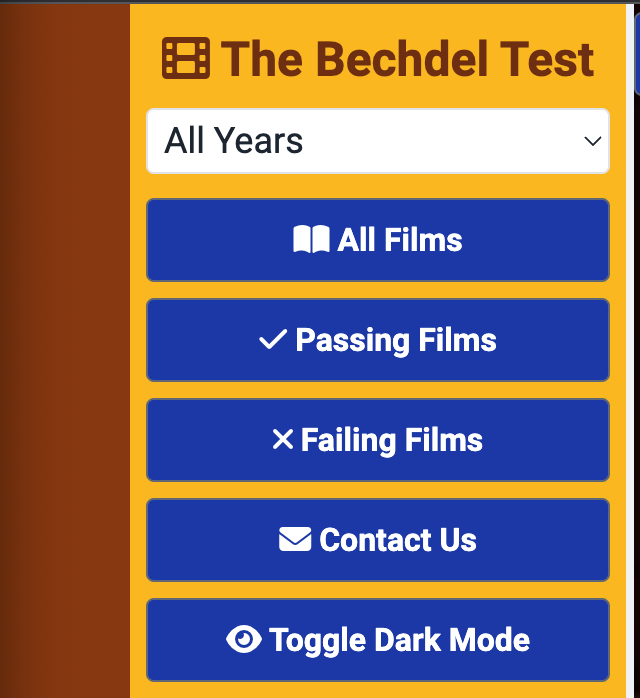 The Bechdel Test
All Years
All Films
Passing Films
Failing Films
Contact Us
Toggle Dark Mode